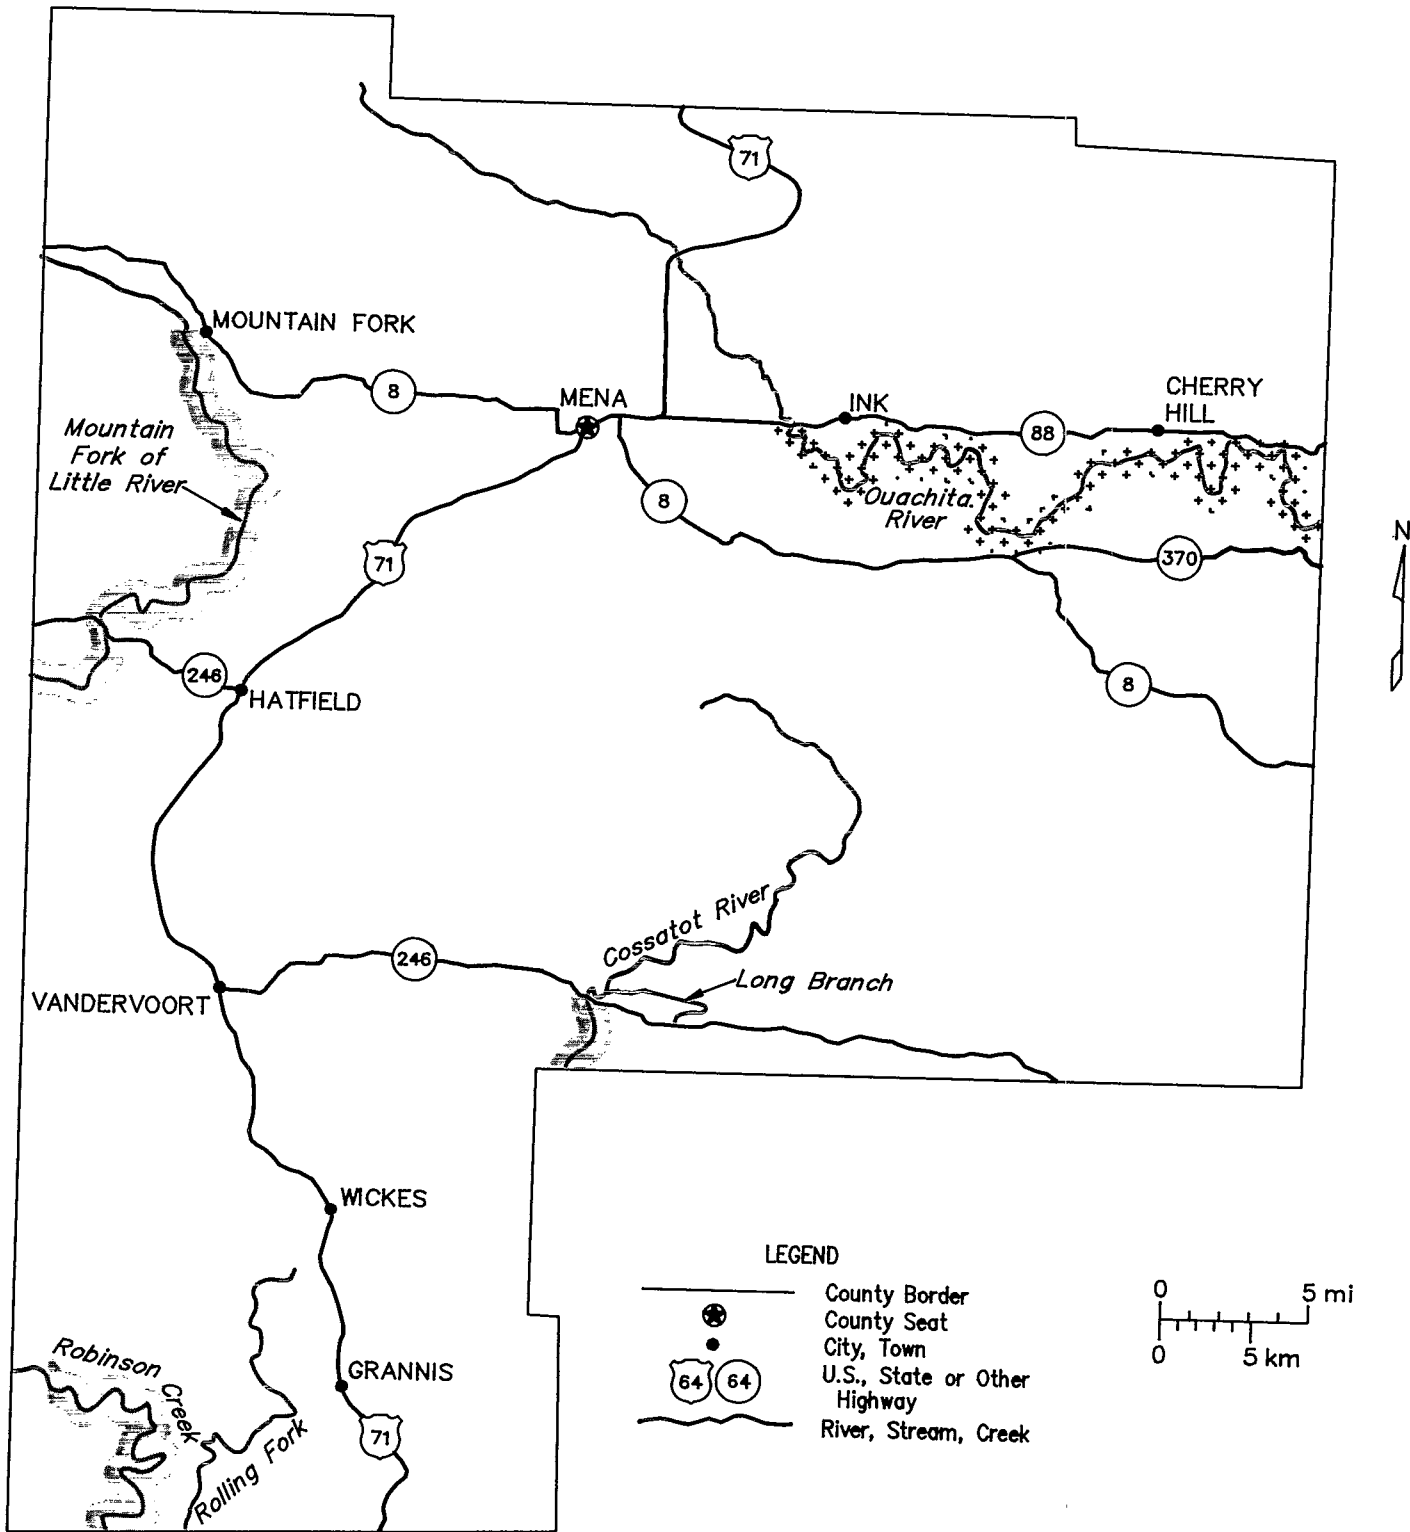 71
MOUNTAIN FORK
8
MENA
INK
CHERRY
HILL
88
Mountain
Fork of
Little River
8
Ouachita
River
71
370
N
246
HATFIELD
8
Cossatot River
246
Long Branch
VANDERVOORT
WICKES
LEGEND
County Border
County Seat
City, Town
64 64
U.S., State or Other
Highway
River, Stream, Creek
0 5 mi
0 5 km
Robinson
Creek
GRANNIS
71
Rolling Fork